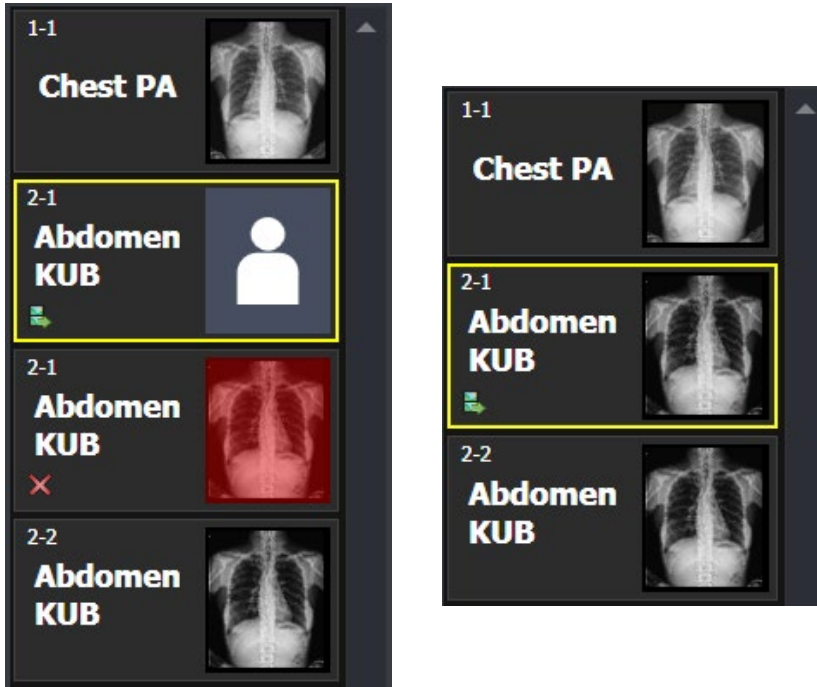 1-1
Chest PA
2-1
Abdomen
KUB
2-1
Abdomen
KUB
2-2
Abdomen
KUB
1-1
Chest PA
2-1
Abdomen
KUB
2-2
Abdomen
KUB